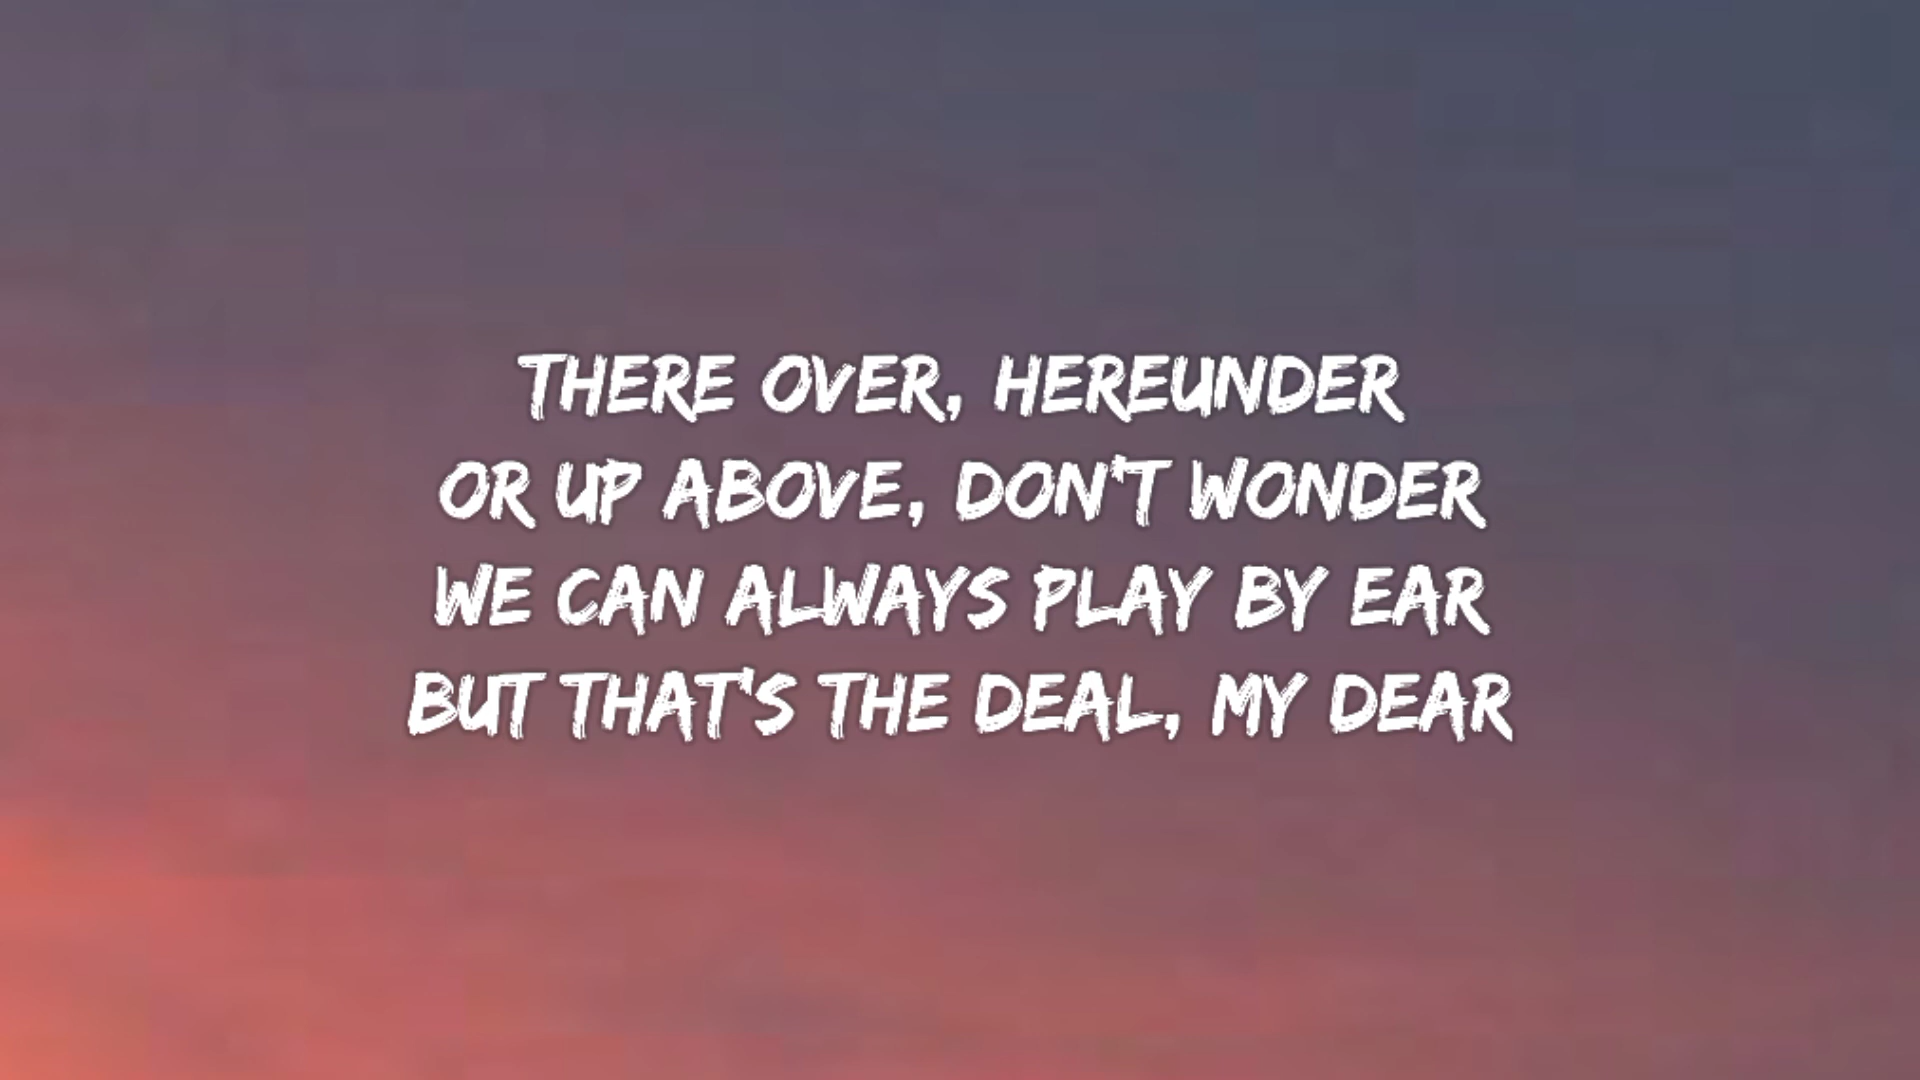 THERE OVER, HEREUNDER
OR UP ABOVE, DON'T WONDER
WE CAN ALWAYS PLAY BY EAR
BUT THAT'S THE DEAL, MY DEAR